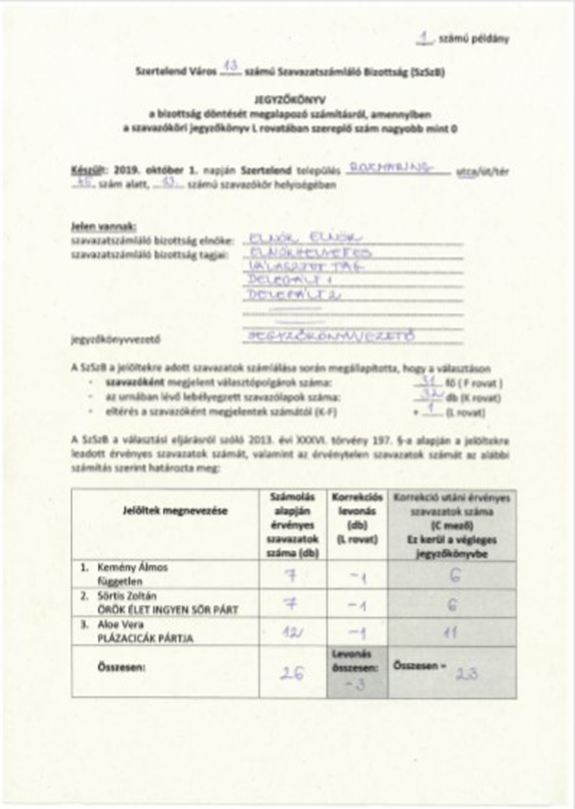 1 számú példány
Szertelend Város 13 számú Szavazatszámláló Bizottság (SzSzB)
JEGYZŐKÖNYV
a bizottság döntését megalapozó számításról, amennyiben
a szavazóköri jegyzőkönyv L rovatában szereplő szám nagyobb mint 0
Készült: 2019. október 1. napján Szertelend település ROZMARING utca/út/tér
szám alatt, 13. számú szavazókör helyiségében
Jelen vannak:
szavazatszámláló bizottság elnöke: ELNÖK ELNÖK
szavazatszámláló bizottság tagjai: ELNÖKHELYETTES
VÁLASZTOTT TAG
DELEGÁLT 1
DELEGÁLT 2
jegyzőkönyvvezető JEGYZŐKÖNYVVEZETŐ
A SzSzB a jelöltekre adott szavazatok számlálása során megállapította, hogy a választáson
- szavazóként megjelent választópolgárok száma: 31 fő ( F rovat )
- az urnában lévő lebélyegzett szavazólapok száma: 32 db (K rovat)
- eltérés a szavazóként megjelentek számától (K-F) + 1 (L rovat)
A SzSzB a választási eljárásról szóló 2013. évi XXXVI. törvény 197. §-a alapján a jelöltekre
leadott érvényes szavazatok számát, valamint az érvénytelen szavazatok számát az alábbi
számítás szerint határozta meg:
Jelöltek megnevezése
Számolás
alapján
érvényes
szavazatok
száma (db)
Korrekciós
levonás
(db)
(L rovat)
Korrekció utáni érvényes
szavazatok száma
(C mező)
Ez kerül a végleges
jegyzőkönyvbe
1. Kemény Álmos
független
7 -1 6
2. Sörtis Zoltán
ÖRÖK ÉLET INGYEN SÖR PÁRT
7 -1 6
3. Aloe Vera
PLÁZACICÁK PÁRTJA
12 -1 11
Összesen:
26
Levonás
összesen:
-3
Összesen = 23